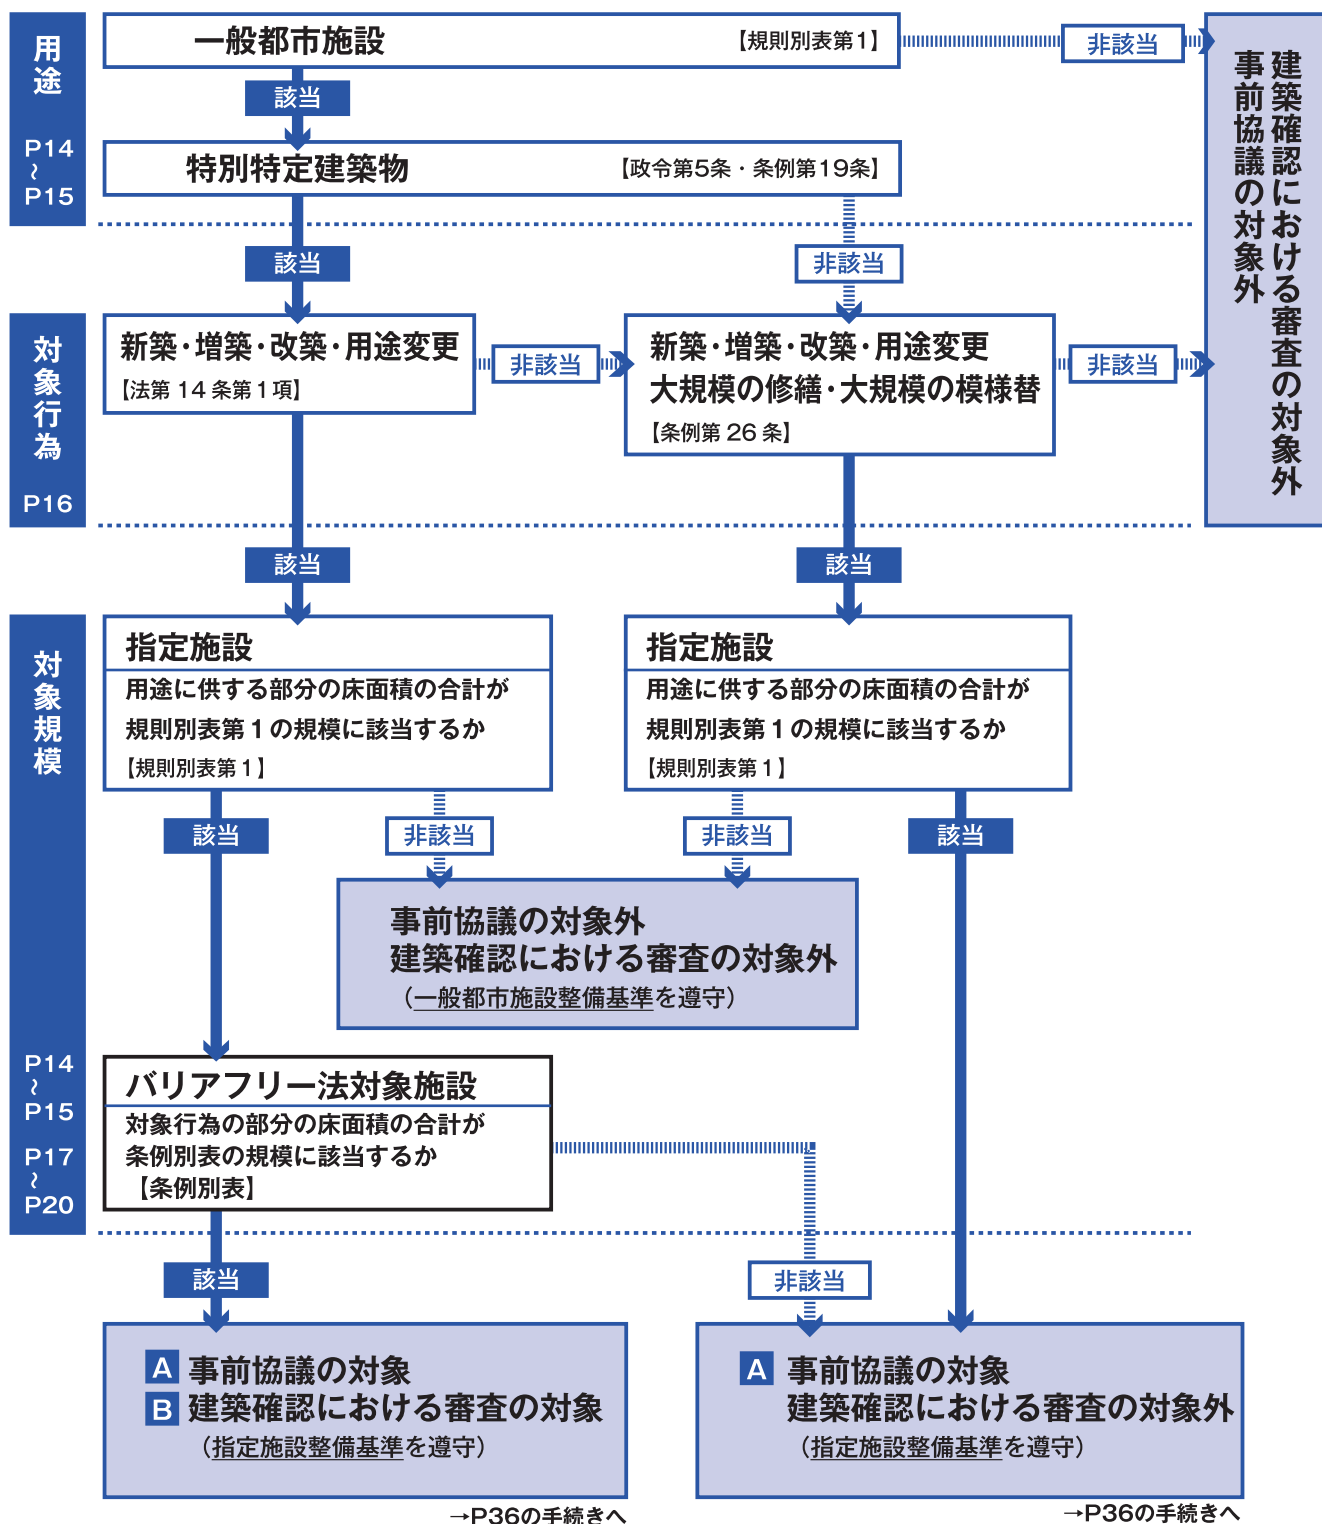 用途
P14
~
P15
一般都市施設
【規則別表第1】
非該当
建築確認における審査の対象外
事前協議の対象外
該当
特別特定建築物
【政令第5条・条例第19条】
該当
非該当
対象行為
P16
新築・増築・改築・用途変更
【法第14条第1項】
非該当
新築・増築・改築・用途変更
大規模の修繕・大規模の模様替
【条例第26条】
非該当
該当
該当
対象規模
P14
~
P15
P17
~
P20
指定施設
用途に供する部分の床面積の合計が
規則別表第1の規模に該当するか
【規則別表第1】
指定施設
用途に供する部分の床面積の合計が
規則別表第1の規模に該当するか
【規則別表第1】
該当
非該当
非該当
該当
事前協議の対象外
建築確認における審査の対象外
（一般都市施設整備基準を遵守）
バリアフリー法対象施設
対象行為の部分の床面積の合計が
条例別表の規模に該当するか
【条例別表】
該当
非該当
A 事前協議の対象
B 建築確認における審査の対象
（指定施設整備基準を遵守）
→P36の手続きへ
A 事前協議の対象
建築確認における審査の対象外
（指定施設整備基準を遵守）
→P36の手続きへ